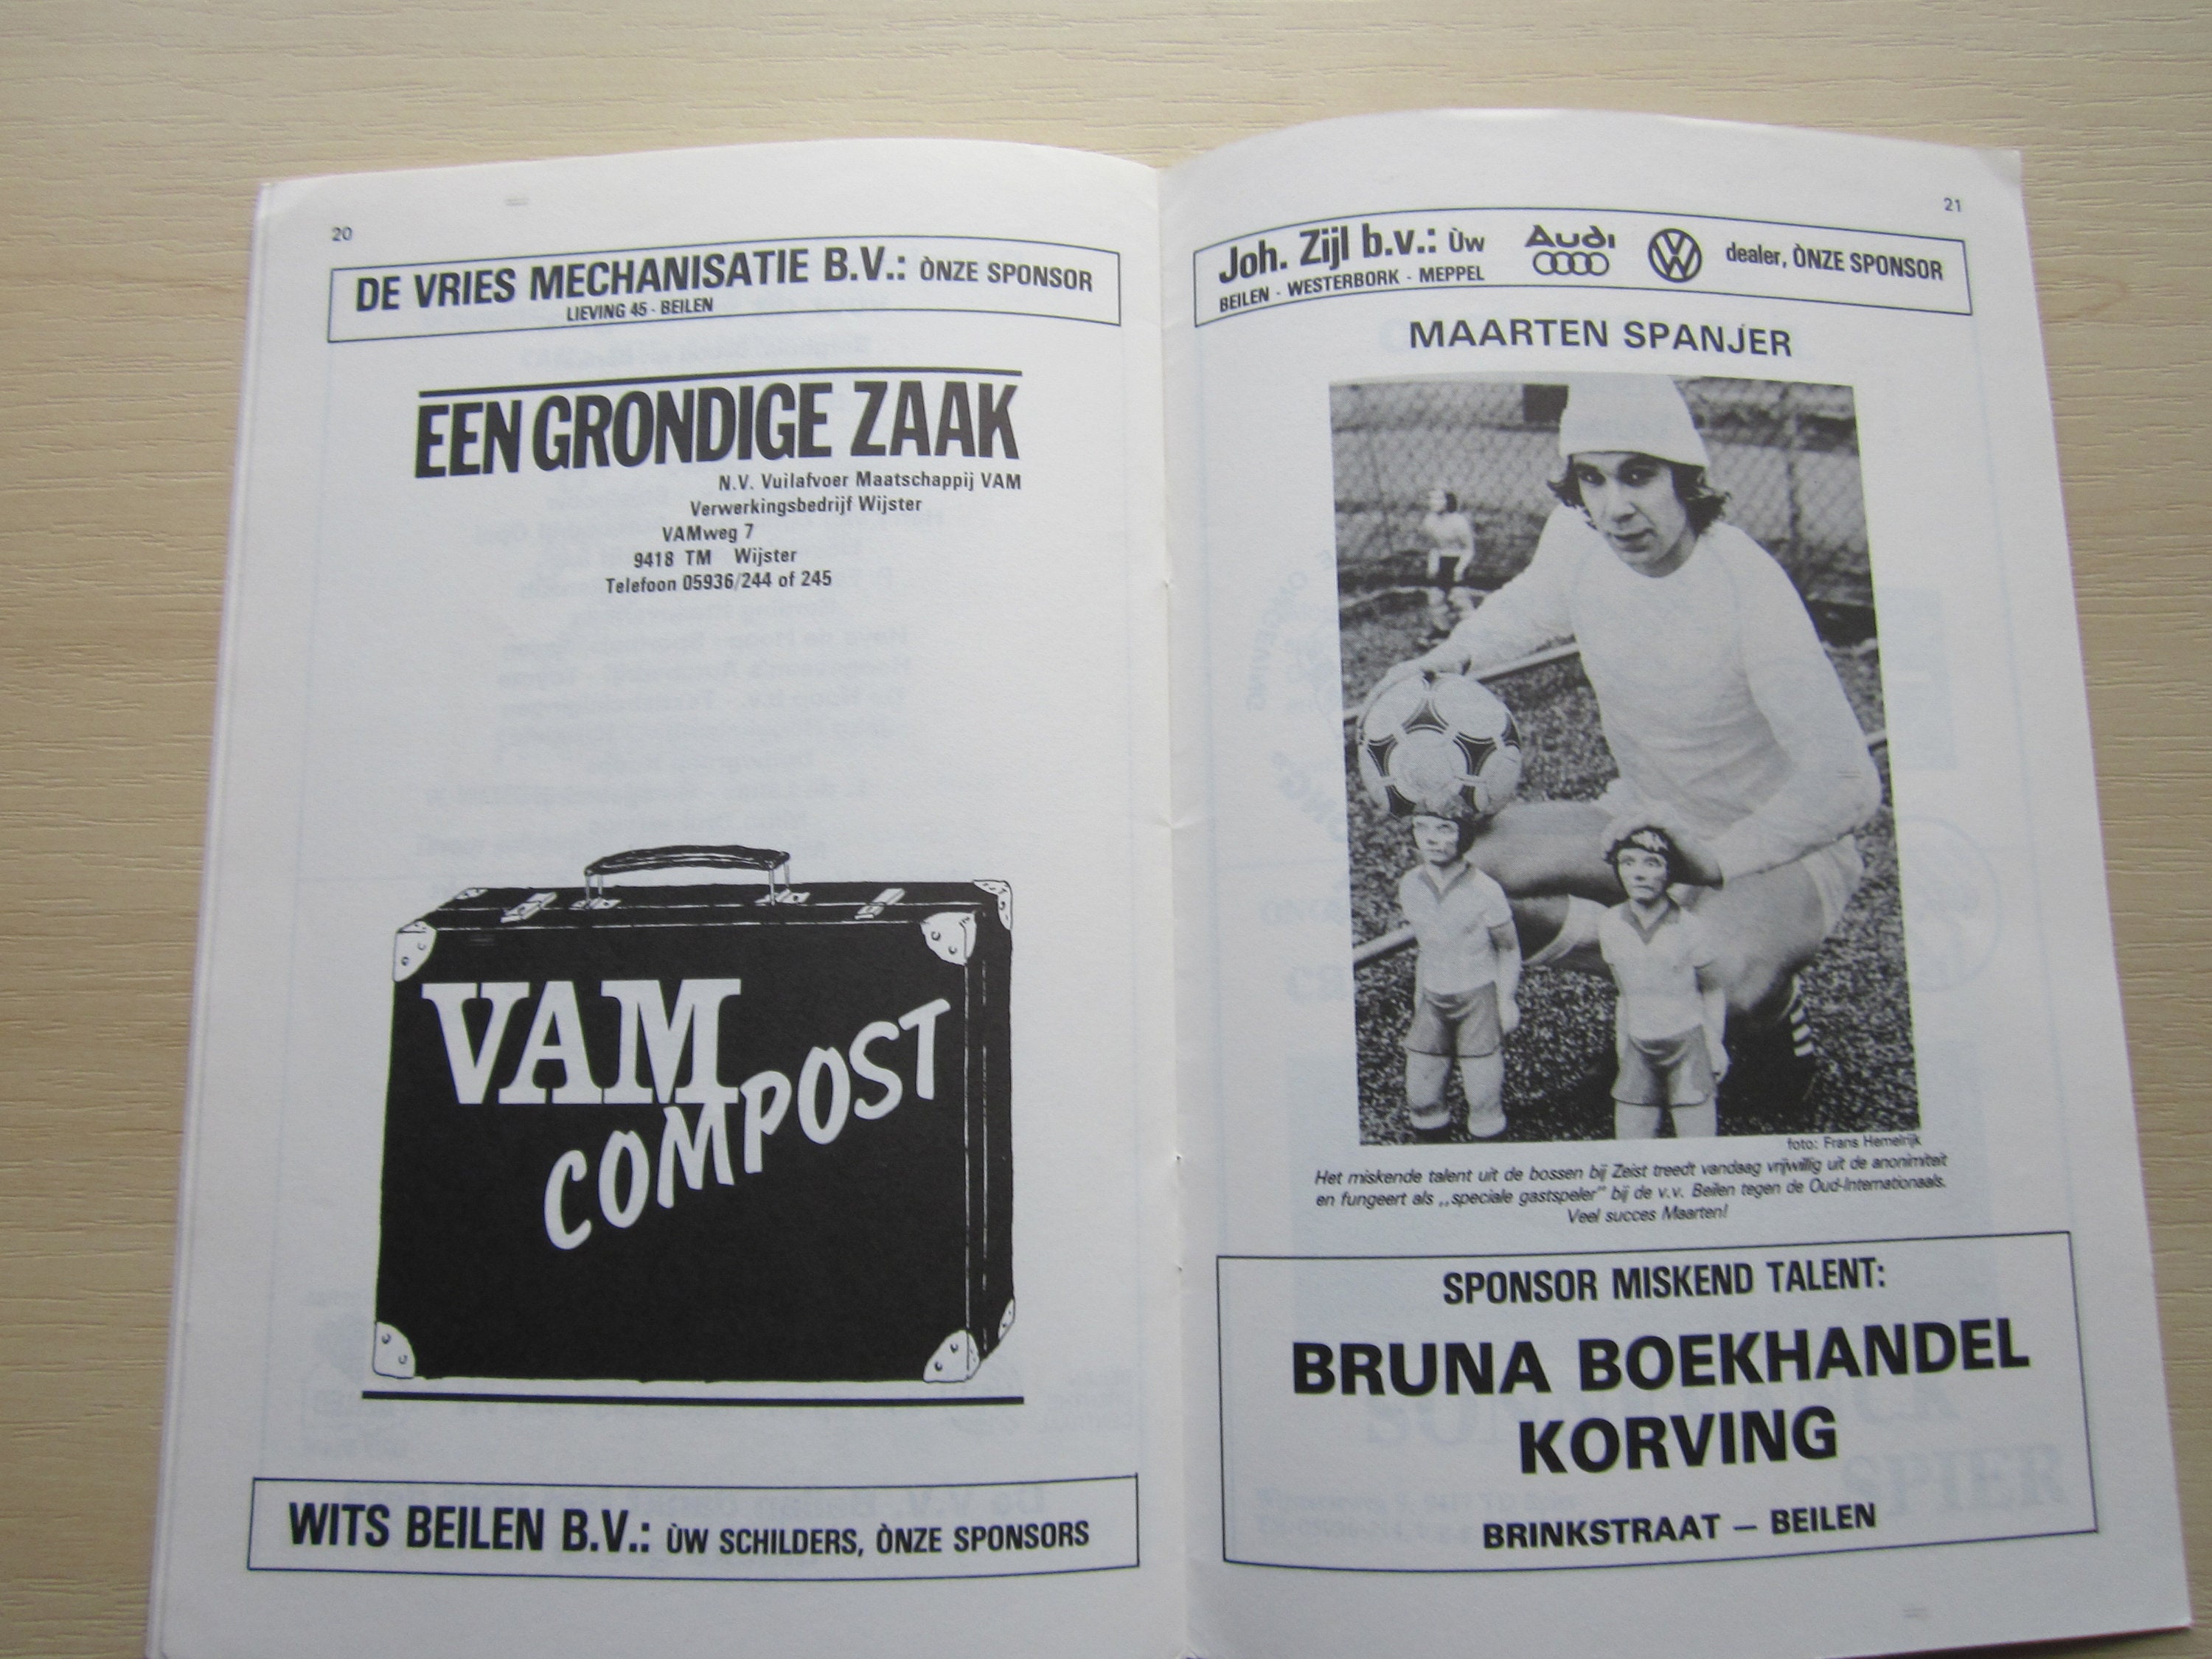 20
DE VRIES MECHANISATIE B.V.: ÒNZE SPONSOR
LIEVING 45 - BEILEN
EEN GRONDIGE ZAAK
N.V. Vuilafvoer Maatschappij VAM
Verwerkingsbedrijf Wijster
VAMweg 7
9418 TM Wijster
Telefoon 05936/244 of 245
VAM
COMPOST
WITS BEILEN B.V.: ÙW SCHILDERS, ÒNZE SPONSORS
21
Joh. Zijl b.v.: Ùw Audi VW dealer, ÒNZE SPONSOR
BEILEN - WESTERBORK - MEPPEL
MAARTEN SPANJER
foto: Frans Hemelrijk
Het miskende talent uit de bossen bij Zeist treedt vandaag vrijwillig uit de anonimiteit
en fungeert als „speciale gastspeler" bij de v.v. Beilen tegen de Oud-Internationaals.
Veel succes Maarten!
SPONSOR MISKEND TALENT:
BRUNA BOEKHANDEL
KORVING
BRINKSTRAAT — BEILEN